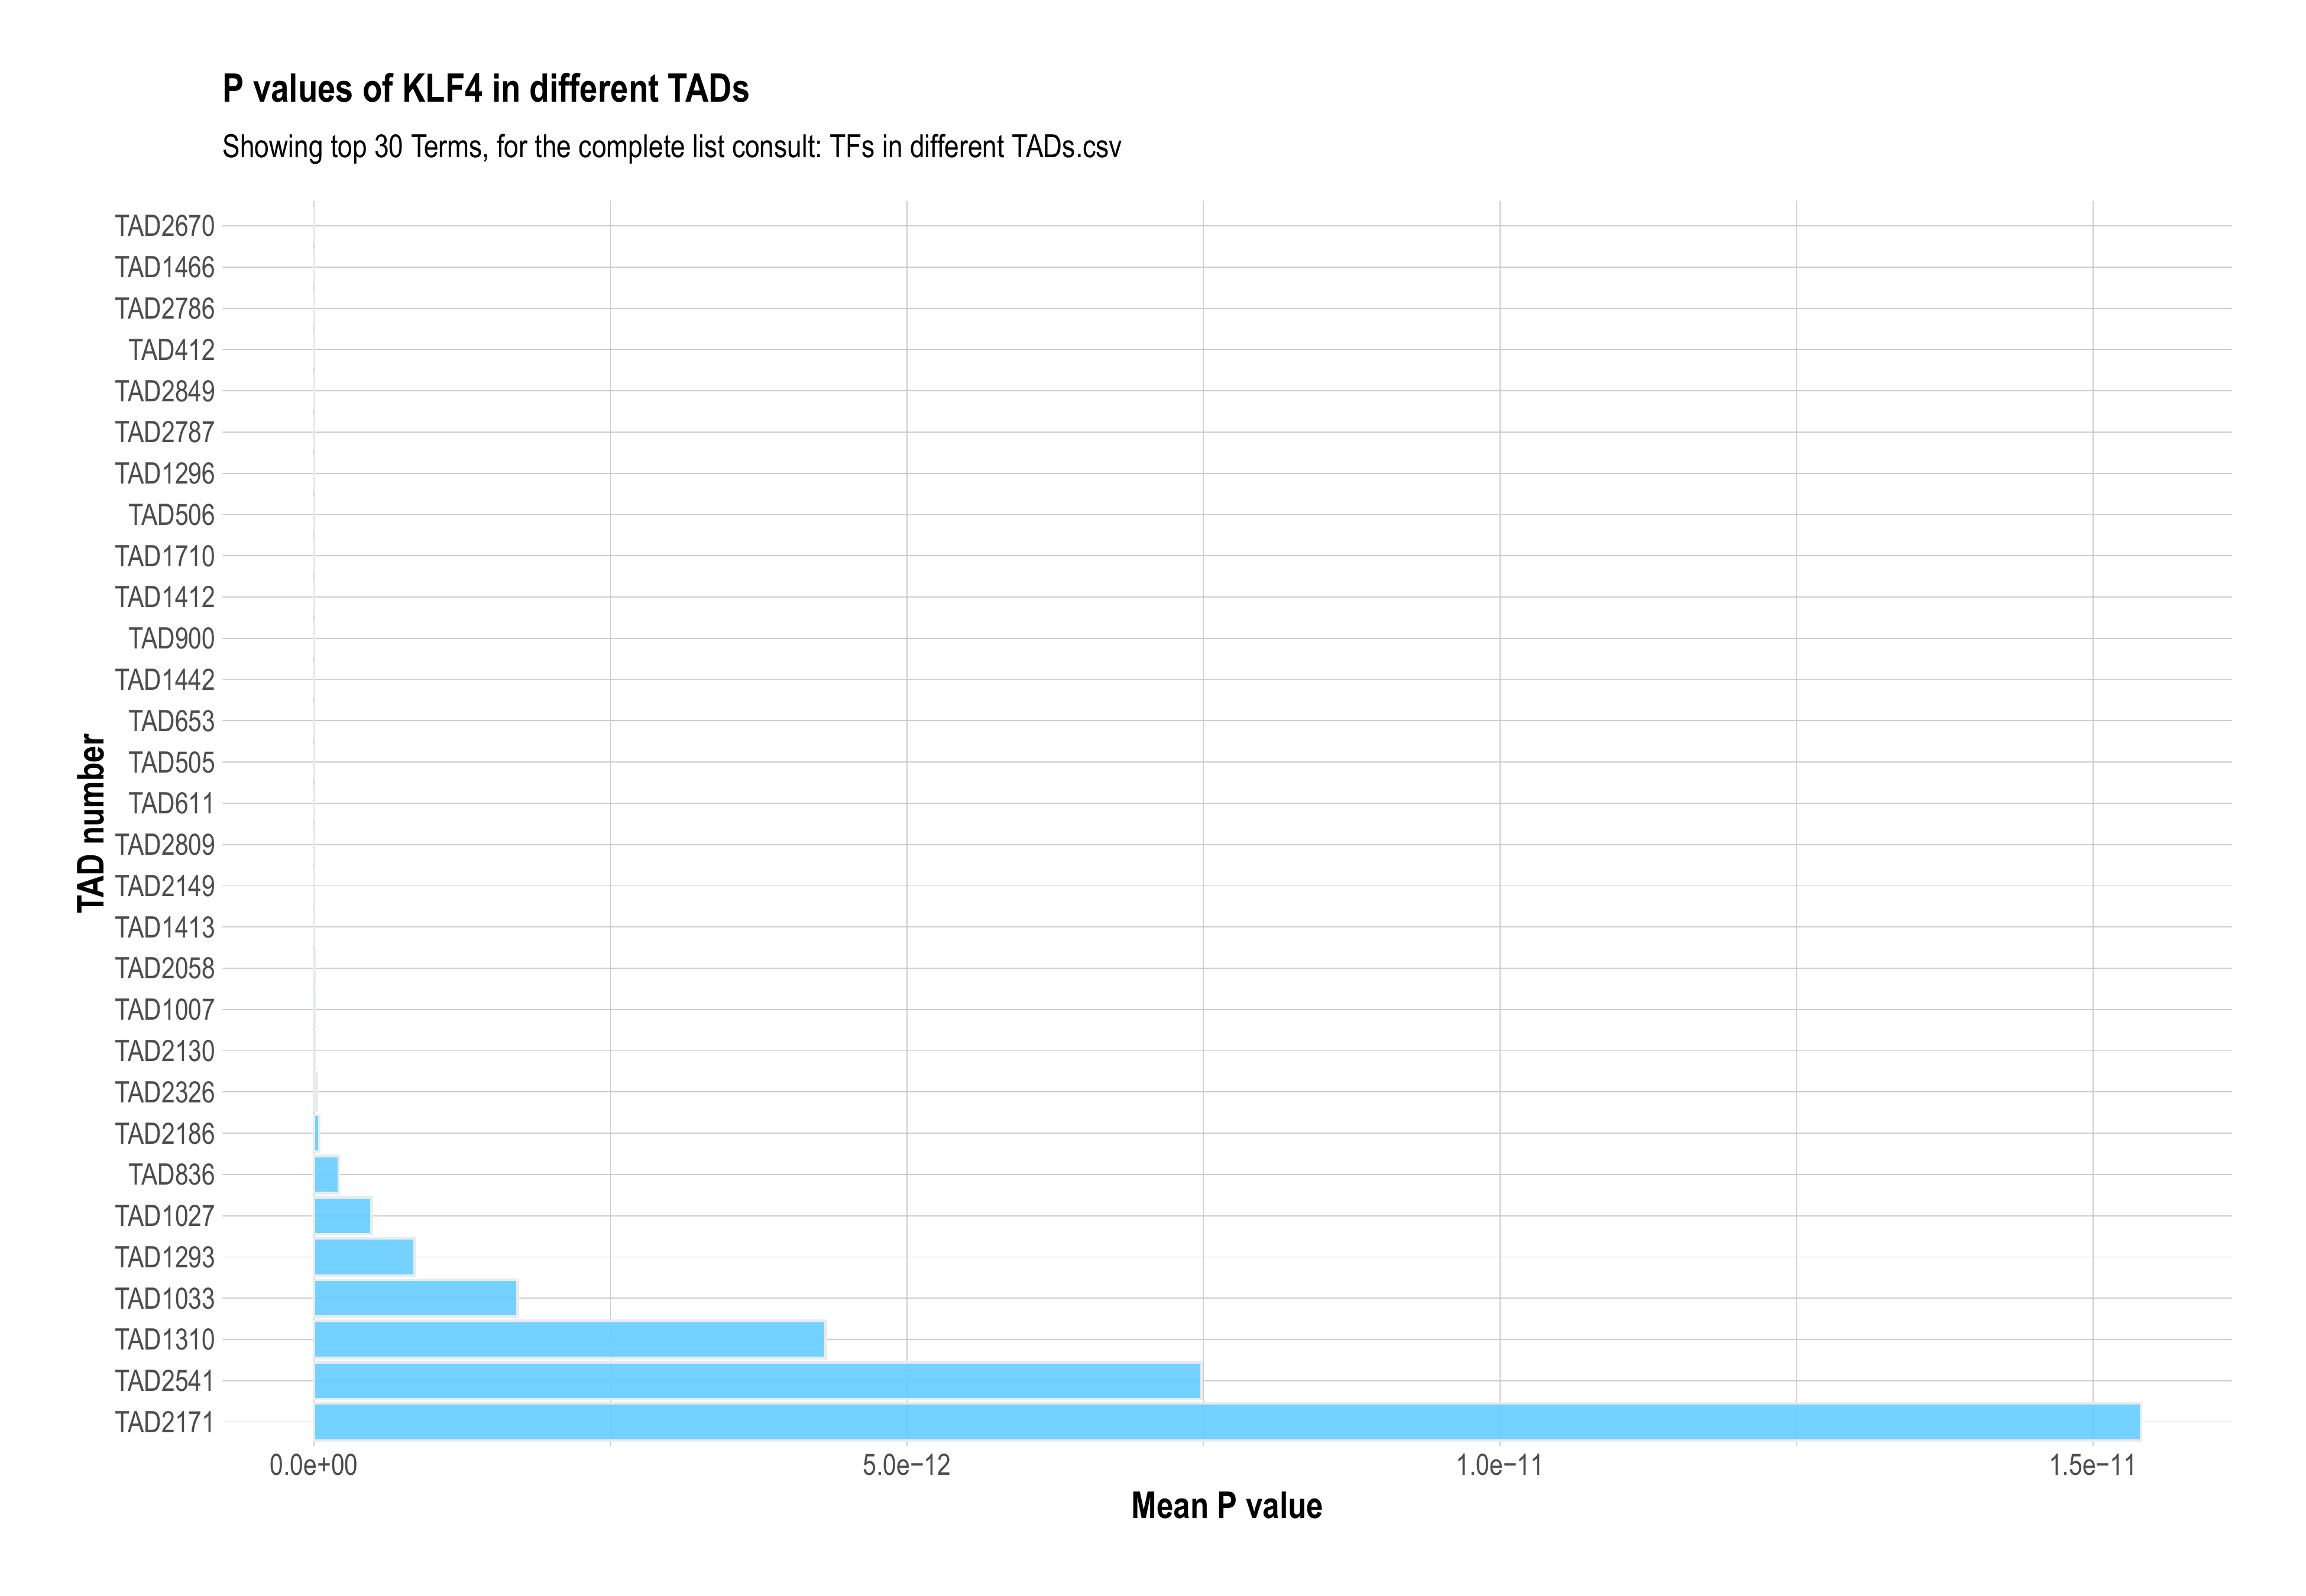 P values of KLF4 in different TADs
Showing top 30 Terms, for the complete list consult: TFs in different TADs.csv
TAD number
TAD2670
TAD1466
TAD2786
TAD412
TAD2849
TAD2787
TAD1296
TAD506
TAD1710
TAD1412
TAD900
TAD1442
TAD653
TAD505
TAD611
TAD2809
TAD2149
TAD1413
TAD2058
TAD1007
TAD2130
TAD2326
TAD2186
TAD836
TAD1027
TAD1293
TAD1033
TAD1310
TAD2541
TAD2171
0.0e+00 5.0e−12 1.0e−11 1.5e−11
Mean P value